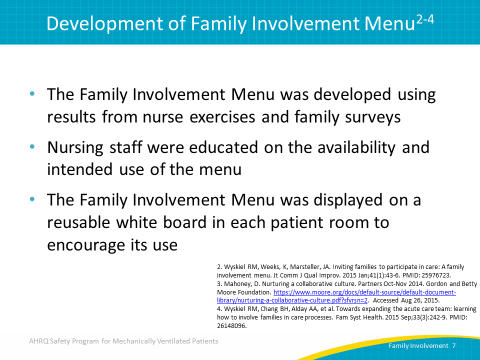 Development of Family Involvement Menu2-4
• The Family Involvement Menu was developed using
results from nurse exercises and family surveys
• Nursing staff were educated on the availability and
intended use of the menu
• The Family Involvement Menu was displayed on a
reusable white board in each patient room to
encourage its use
2. Wyskiel RM, Weeks, K, Marsteller, JA. Inviting families to participate in care: A family
involvement menu. Jt Comm J Qual Improv. 2015 Jan;41(1):43-6. PMID: 25976723.
3. Mahoney, D. Nurturing a collaborative culture. Partners Oct-Nov 2014. Gordon and Betty
Moore Foundation. https://www.moore.org/docs/default-source/default-document-
library/nurturing-a-collaborative-culture.pdf?sfvrsn=2. Accessed Aug 26, 2015.
4. Wyskiel RM, Chang BH, Alday AA, et al. Towards expanding the acute care team: learning
how to involve families in care processes. Fam Syst Health. 2015 Sep;33(3):242-9. PMID:
26148096.
AHRQ Safety Program for Mechanically Ventilated Patients
Family Involvement 7